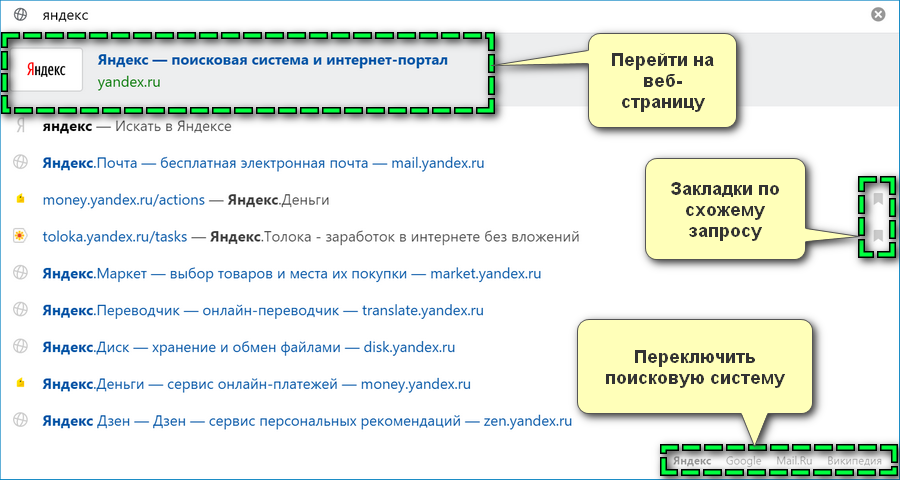 яндекс
Яндекс
Яндекс — поисковая система и интернет-портал
yandex.ru
Перейти на
веб-
страницу
Я яндекс — Искать в Яндексе
Яндекс.Почта — бесплатная электронная почта — mail.yandex.ru
money.yandex.ru/actions — Яндекс.Деньги
toloka.yandex.ru/tasks — Яндекс.Толока - заработок в интернете без вложений
Закладки по
схожему
запросу
Яндекс.Маркет — выбор товаров и места их покупки — market.yandex.ru
Яндекс.Переводчик — онлайн-переводчик — translate.yandex.ru
Яндекс.Диск — хранение и обмен файлами — disk.yandex.ru
Яндекс.Деньги — сервис онлайн-платежей — money.yandex.ru
Яндекс Дзен — Дзен — сервис персональных рекомендаций — zen.yandex.ru
Переключить
поисковую систему
Яндекс Google Mail.Ru Википедия